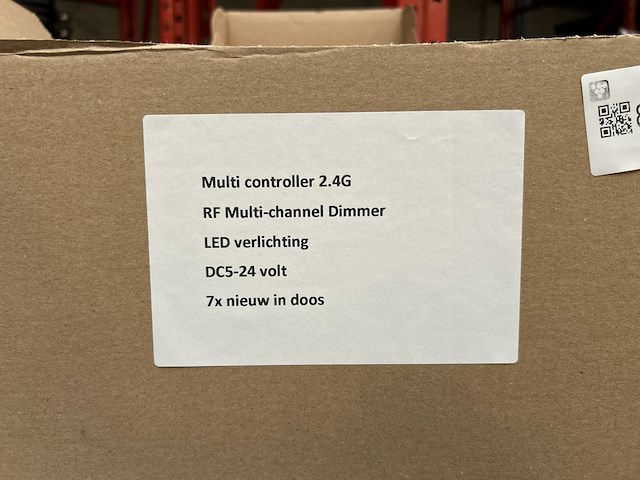 Multi controller 2.4G
RF Multi-channel Dimmer
LED verlichting
DC5-24 volt
7x nieuw in doos